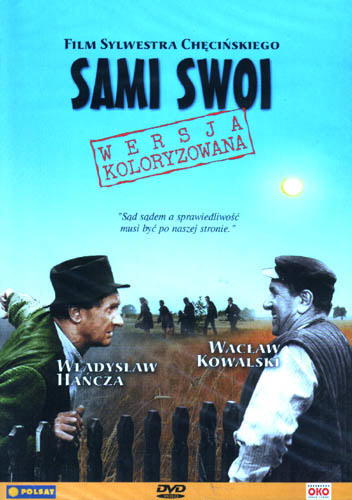 FILM SYLWESTRA CHĘCIŃSKIEGO
SAMI SWOI
WERSJA
KOLORYZOWANA
"Sąd sądem a sprawiedliwość
musi być po naszej stronie."
WACŁAW
KOWALSKI
WŁADYSŁAW
HAŃCZA
POLSAT
DVD
OKO